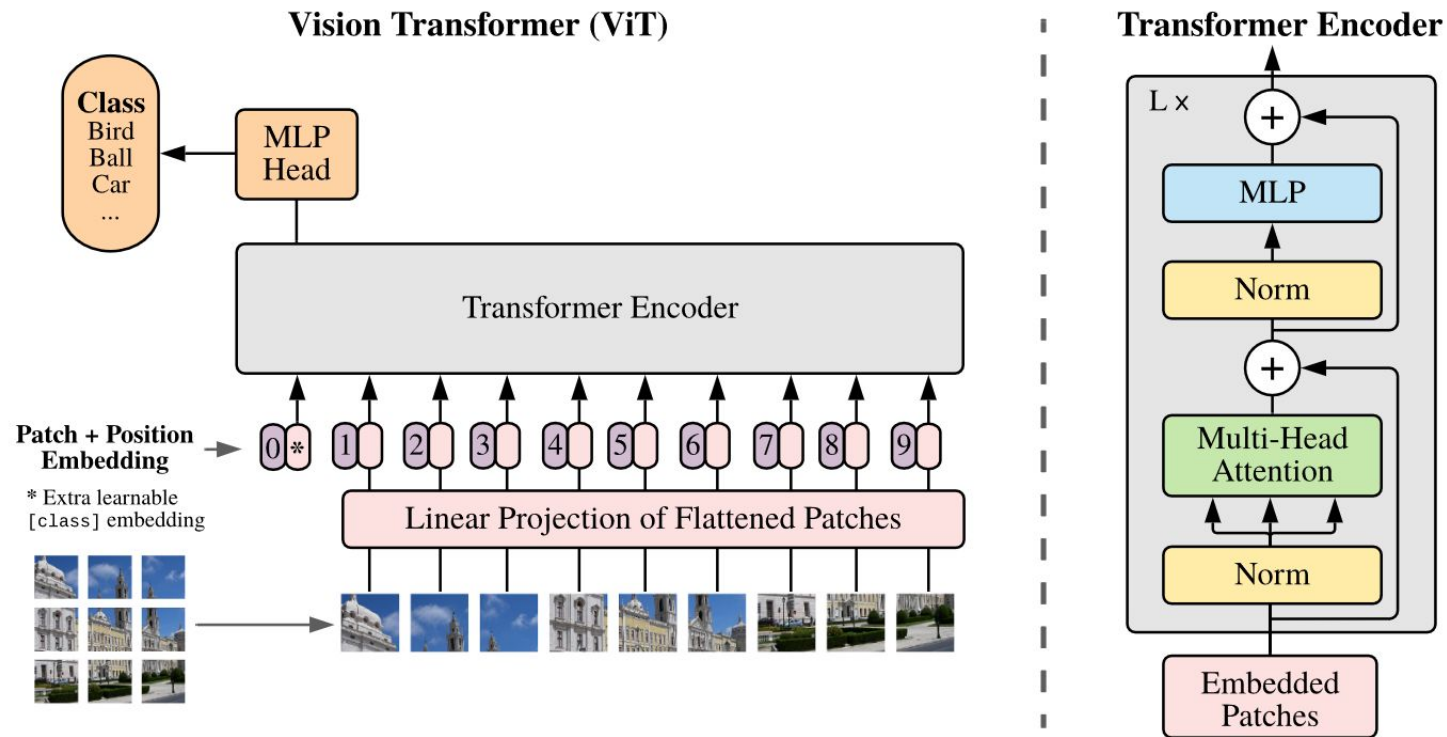 Vision Transformer (ViT)
Class
Bird
Ball
Car
...
MLP
Head
Transformer Encoder
Patch + Position
Embedding
0 * 1 2 3 4 5 6 7 8 9
* Extra learnable
[class] embedding
Linear Projection of Flattened Patches
Transformer Encoder
L ×
+
MLP
Norm
+
Multi-Head
Attention
Norm
Embedded
Patches